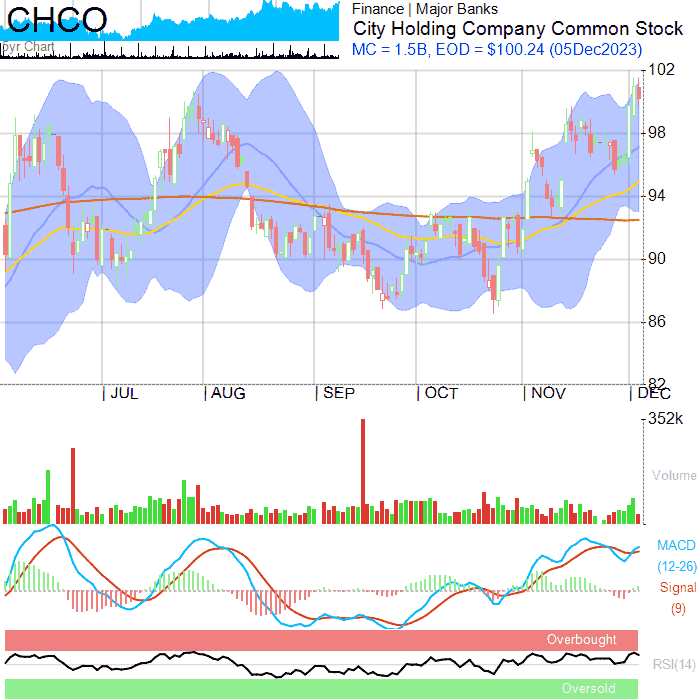 CHCO
5yr Chart
Finance | Major Banks
City Holding Company Common Stock
MC = 1.5B, EOD = $100.24 (05Dec2023)
102
98
94
90
86
82
| JUL | AUG | SEP | OCT | NOV | DEC
352k
Volume
MACD
(12-26)
Signal
(9)
Overbought
RSI(14)
Oversold